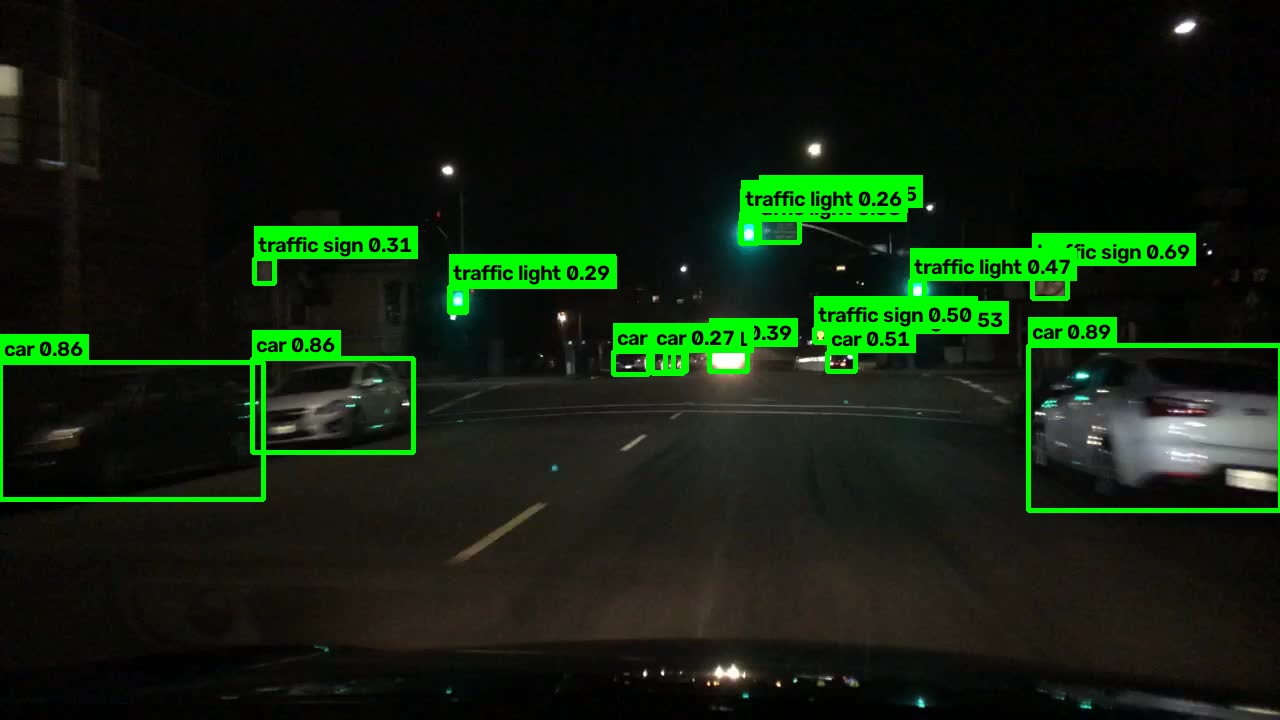 traffic light 0.26
5
traffic sign 0.31
traffic sign 0.69
traffic light 0.29
traffic light 0.47
traffic sign 0.50
53
car
car 0.27
0.39
car 0.51
car 0.89
car 0.86
car 0.86